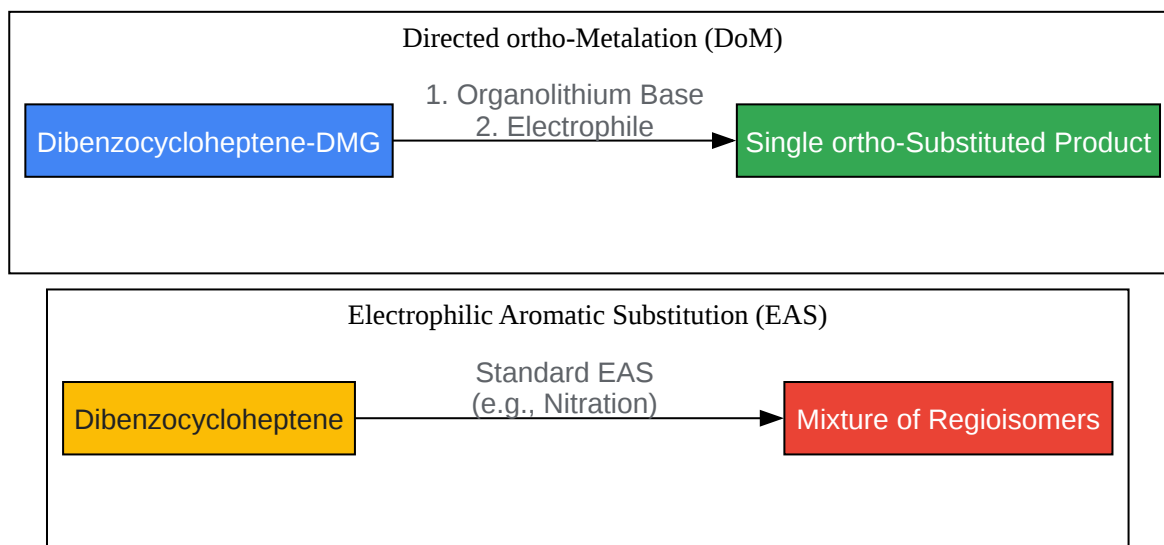 Directed ortho-Metalation (DoM)
1. Organolithium Base
2. Electrophile
Dibenzocycloheptene-DMG
Single ortho-Substituted Product
Electrophilic Aromatic Substitution (EAS)
Standard EAS
(e.g., Nitration)
Dibenzocycloheptene
Mixture of Regioisomers